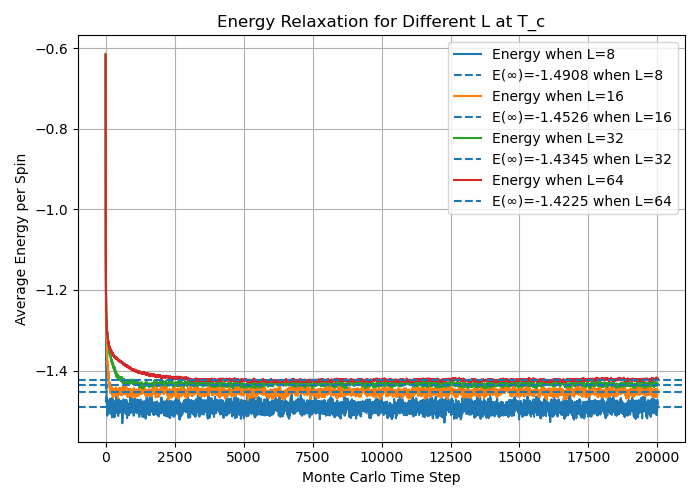 Energy Relaxation for Different L at T_c
Energy when L=8
E(∞)=-1.4908 when L=8
Energy when L=16
E(∞)=-1.4526 when L=16
Energy when L=32
E(∞)=-1.4345 when L=32
Energy when L=64
E(∞)=-1.4225 when L=64
Average Energy per Spin
−0.6
−0.8
−1.0
−1.2
−1.4
0 2500 5000 7500 10000 12500 15000 17500 20000
Monte Carlo Time Step